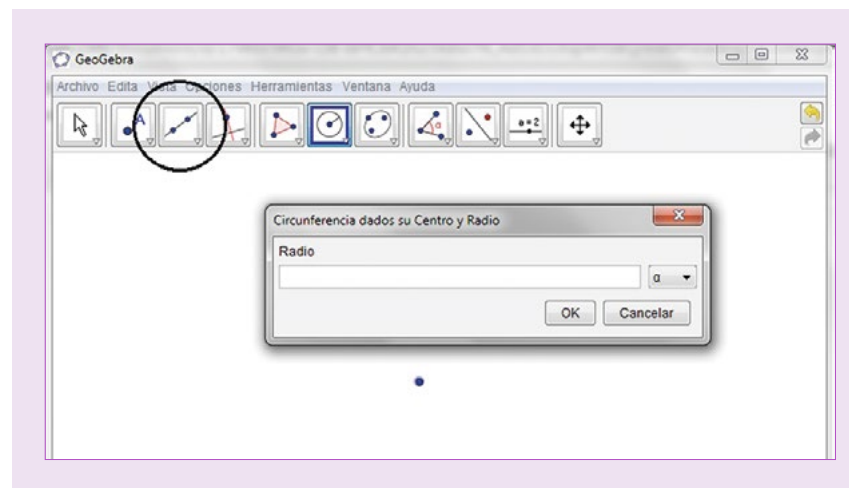 GeoGebra
Archivo Edita Vista Opciones Herramientas Ventana Ayuda
A
α
a=2
Circunferencia dados su Centro y Radio
Radio
α
OK Cancelar